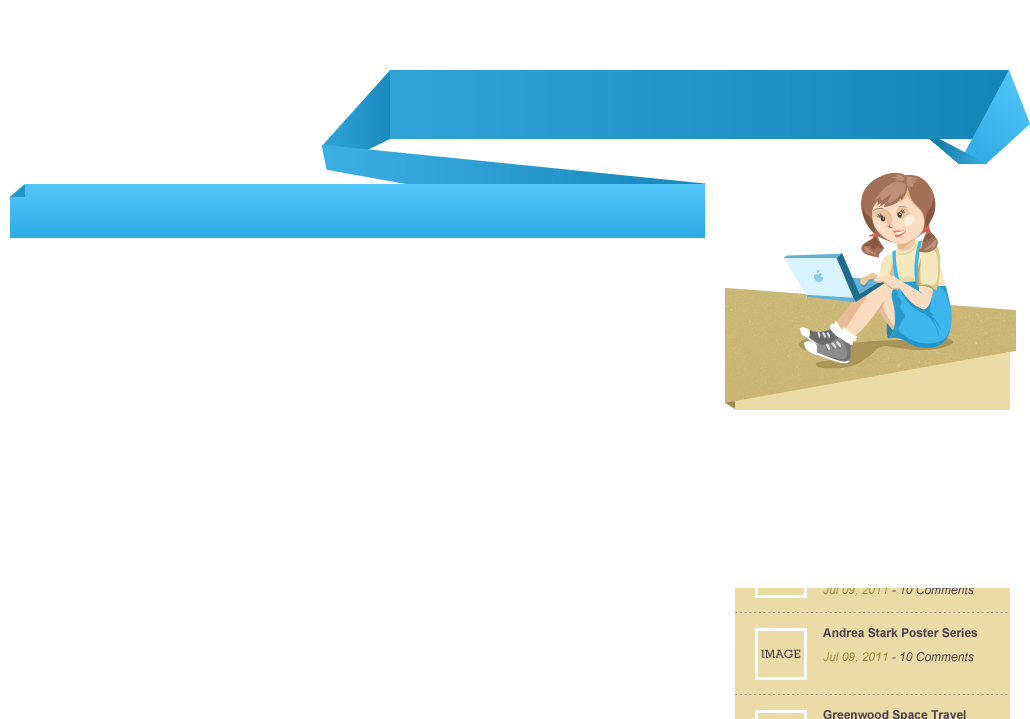 Jul 09, 2011 - 10 Comments
Andrea Stark Poster Series
IMAGE
Jul 09, 2011 - 10 Comments
Greenwood Space Travel